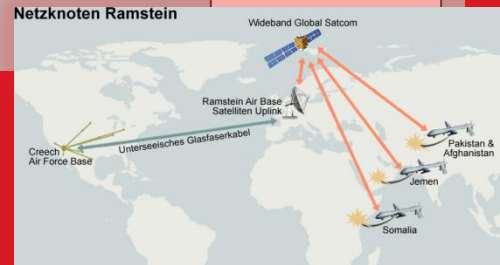 Netzknoten Ramstein
Wideband Global Satcom
Ramstein Air Base
Satelliten Uplink
Unterseeisches Glasfaserkabel
Creech
Air Force Base
Pakistan &
Afghanistan
Jemen
Somalia